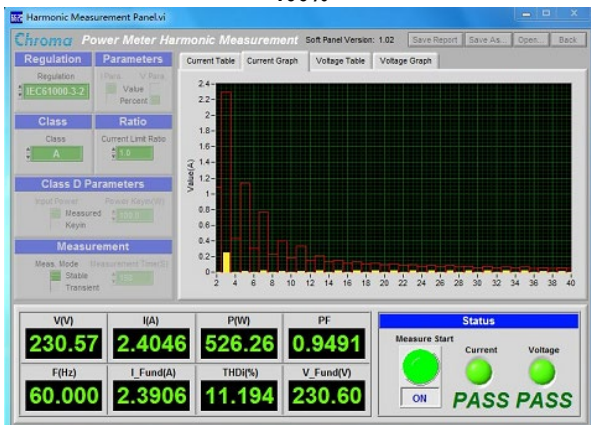 100%
Harmonic Measurement Panel.vi
Chroma Power Meter Harmonic Measurement Soft Panel Version: 1.02 Save Report Save As... Open... Back
Regulation Parameters
Regulation I Para. V Para.
IEC61000-3-2 Value
Percent
Class Ratio
Class Current Limit Ratio
A 1.0
Class D Parameters
Input Power Power Keyin(W)
Measured
Keyin
Measurement
Meas. Mode Measurement Time(S)
Stable
Transient
Current Table Current Graph Voltage Table Voltage Graph
Value(A)
2.4
2.2
2
1.8
1.6
1.4
1.2
1
0.8
0.6
0.4
0.2
0
2 4 6 8 10 12 14 16 18 20 22 24 26 28 30 32 34 36 38 40
V(V) I(A) P(W) PF
230.57 2.4046 526.26 0.9491
F(Hz) I_Fund(A) THDi(%) V_Fund(V)
60.000 2.3906 11.194 230.60
Status
Measure Start Current Voltage
ON PASS PASS